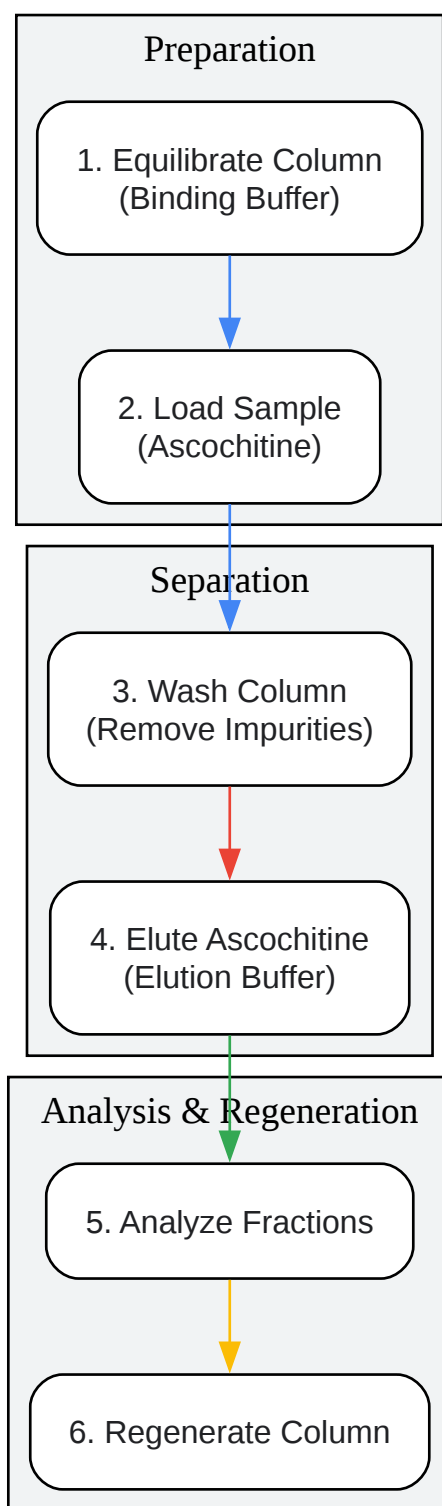 Preparation
1. Equilibrate Column
(Binding Buffer)
2. Load Sample
(Ascochitine)
Separation
3. Wash Column
(Remove Impurities)
4. Elute Ascochitine
(Elution Buffer)
Analysis & Regeneration
5. Analyze Fractions
6. Regenerate Column